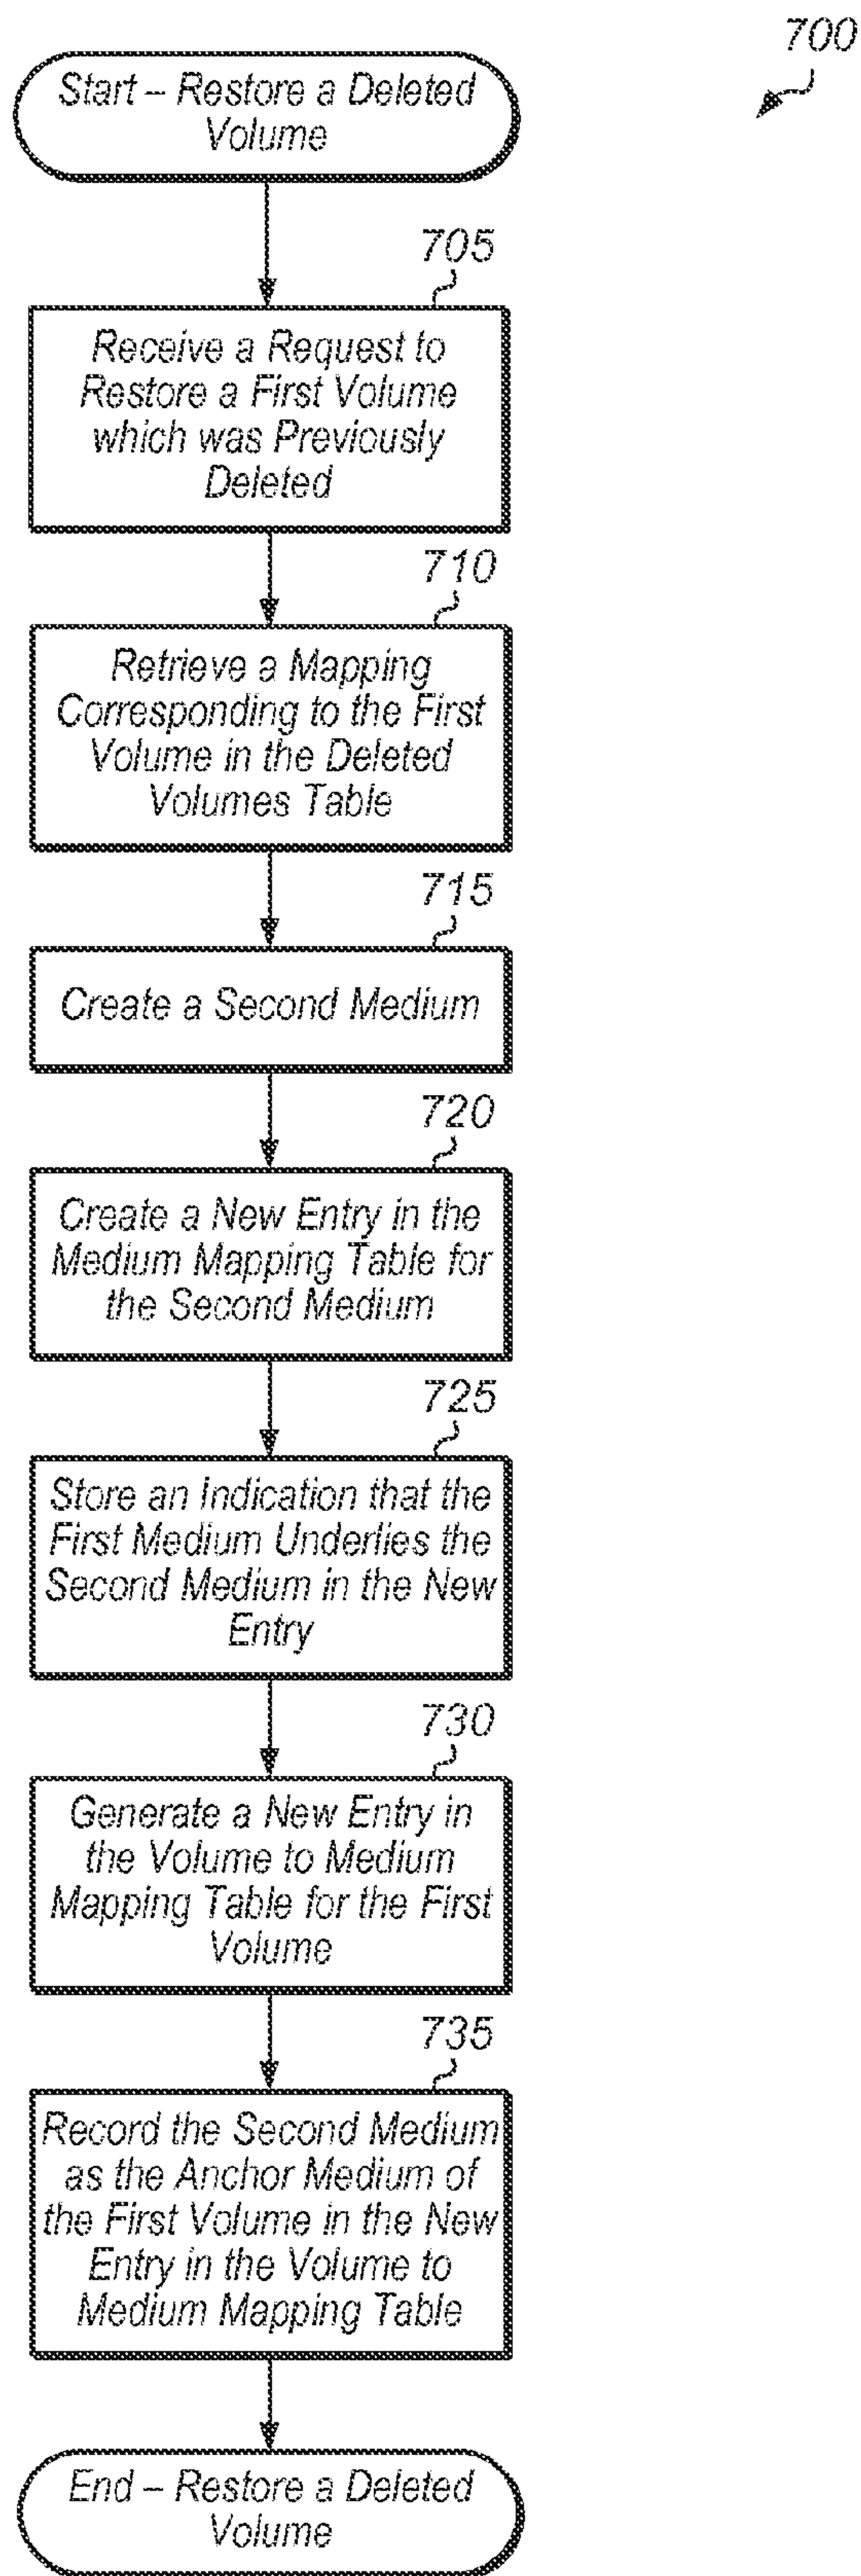 700
Start – Restore a Deleted
Volume
705
Receive a Request to
Restore a First Volume
which was Previously
Deleted
710
Retrieve a Mapping
Corresponding to the First
Volume in the Deleted
Volumes Table
715
Create a Second Medium
720
Create a New Entry in the
Medium Mapping Table for
the Second Medium
725
Store an Indication that the
First Medium Underlies the
Second Medium in the New
Entry
730
Generate a New Entry in
the Volume to Medium
Mapping Table for the First
Volume
735
Record the Second Medium
as the Anchor Medium of
the First Volume in the New
Entry in the Volume to
Medium Mapping Table
End – Restore a Deleted
Volume